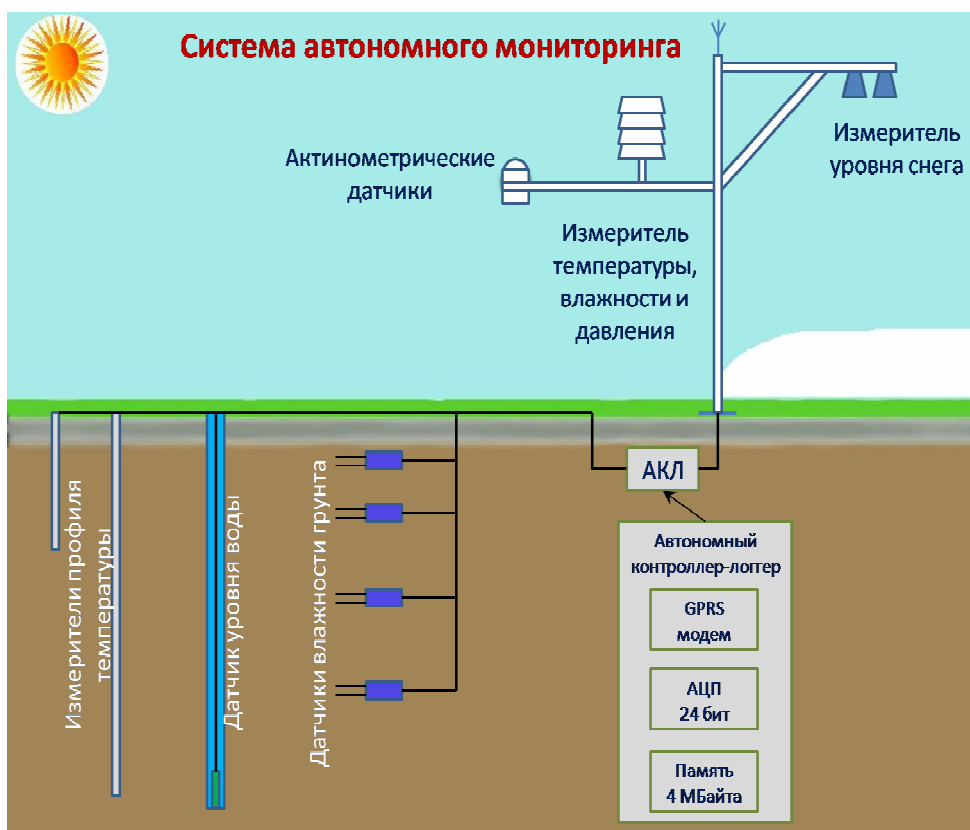 Система автономного мониторинга
Измеритель
уровня снега
Актинометрические
датчики
Измеритель
температуры,
влажности и
давления
Измерители профиля
температуры
Датчик уровня воды
Датчики влажности грунта
АКЛ
Автономный
контроллер-логгер
GPRS
модем
АЦП
24 бит
Память
4 МБайта